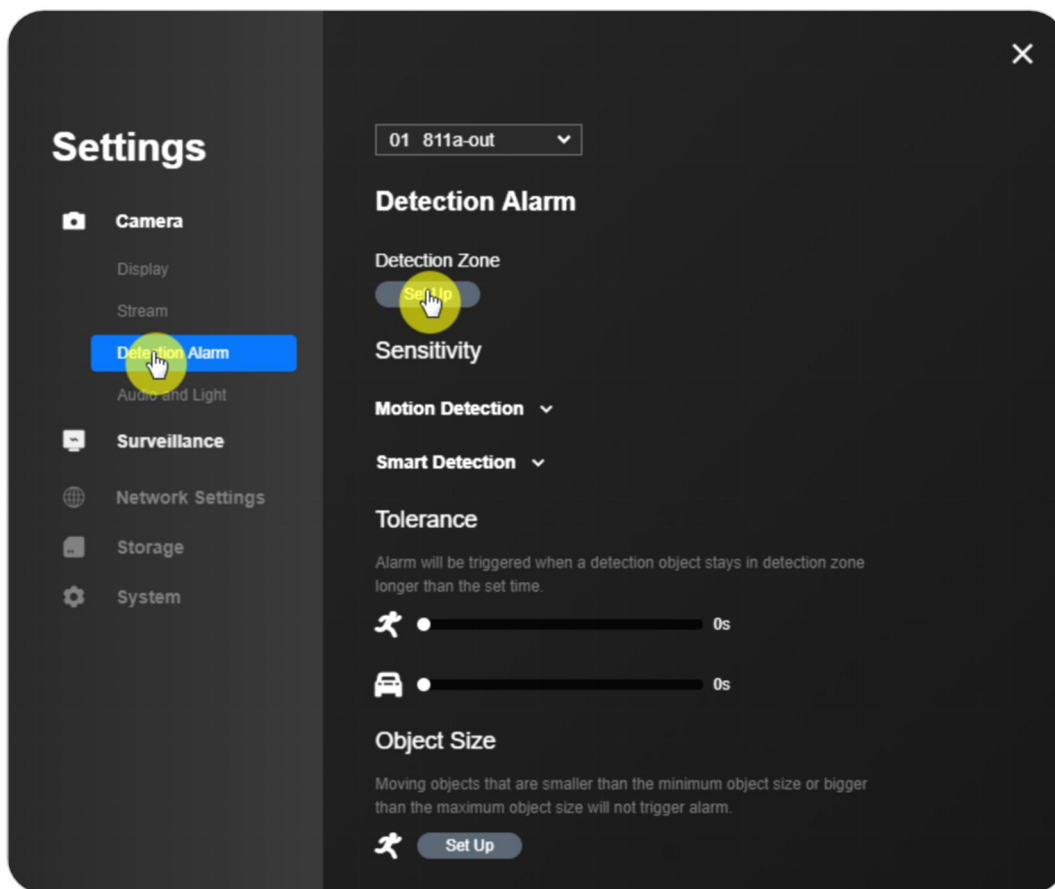 Settings
Camera
Display
Stream
Detection Alarm
Audio and Light
Surveillance
Network Settings
Storage
System
01 811a-out
Detection Alarm
Detection Zone
Set Up
Sensitivity
Motion Detection
Smart Detection
Tolerance
Alarm will be triggered when a detection object stays in detection zone
longer than the set time.
0s
0s
Object Size
Moving objects that are smaller than the minimum object size or bigger
than the maximum object size will not trigger alarm.
Set Up